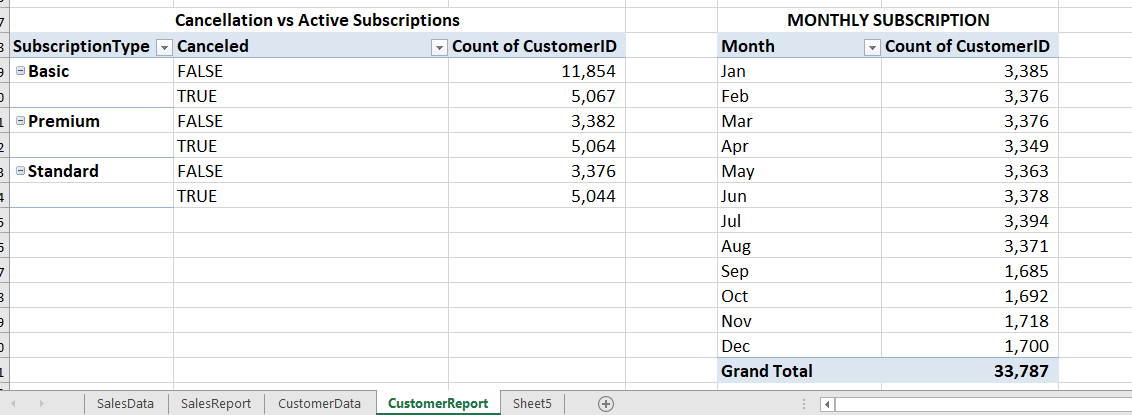 Cancellation vs Active Subscriptions MONTHLY SUBSCRIPTION
SubscriptionType Canceled Count of CustomerID Month Count of CustomerID
Basic FALSE 11,854 Jan 3,385
TRUE 5,067 Feb 3,376
Premium FALSE 3,382 Mar 3,376
TRUE 5,064 Apr 3,349
Standard FALSE 3,376 May 3,363
TRUE 5,044 Jun 3,378
Jul 3,394
Aug 3,371
Sep 1,685
Oct 1,692
Nov 1,718
Dec 1,700
Grand Total 33,787
SalesData SalesReport CustomerData CustomerReport Sheet5